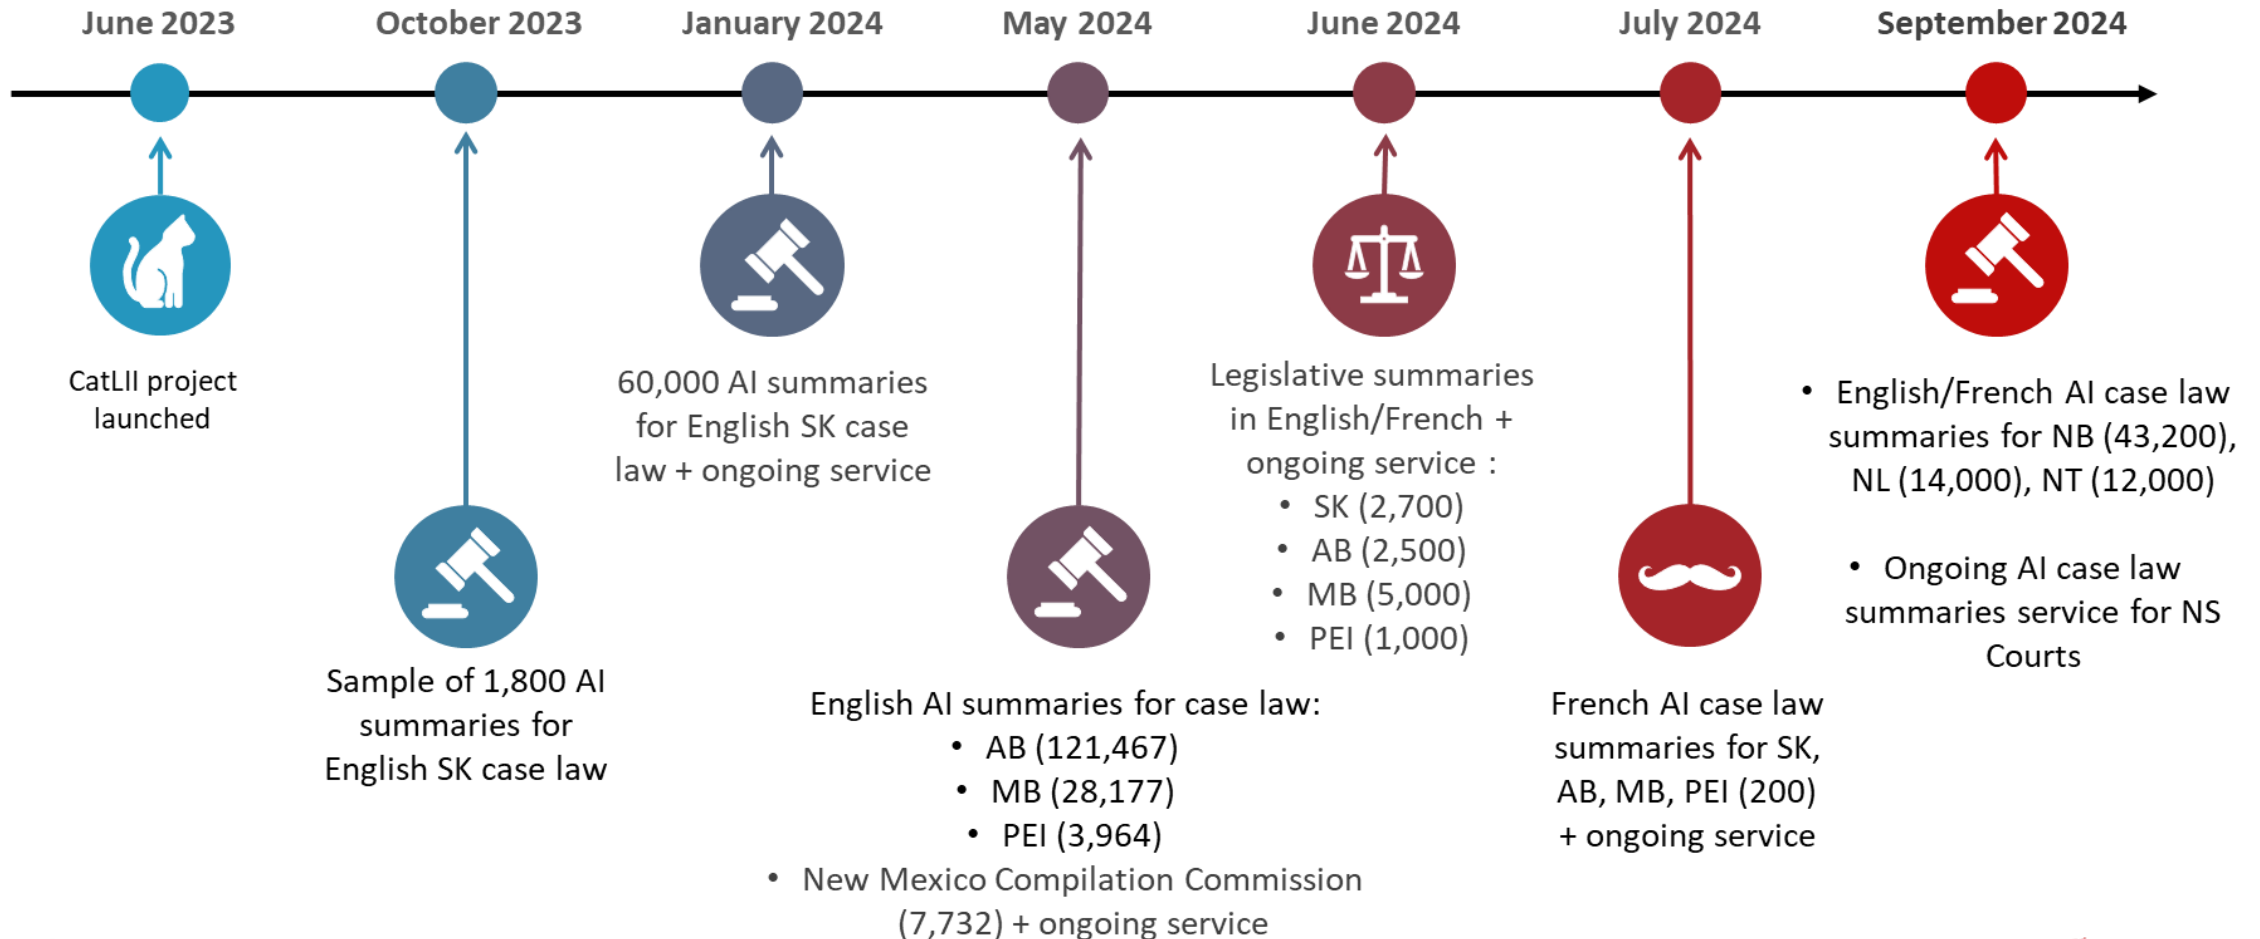 June 2023
October 2023
January 2024
May 2024
June 2024
July 2024
September 2024
CatLII project
launched
Sample of 1,800 AI
summaries for
English SK case law
60,000 AI summaries
for English SK case
law + ongoing service
English AI summaries for case law:
• AB (121,467)
• MB (28,177)
• PEI (3,964)
• New Mexico Compilation Commission
(7,732) + ongoing service
Legislative summaries
in English/French +
ongoing service :
• SK (2,700)
• AB (2,500)
• MB (5,000)
• PEI (1,000)
French AI case law
summaries for SK,
AB, MB, PEI (200)
+ ongoing service
• English/French AI case law
summaries for NB (43,200),
NL (14,000), NT (12,000)
• Ongoing AI case law
summaries service for NS
Courts